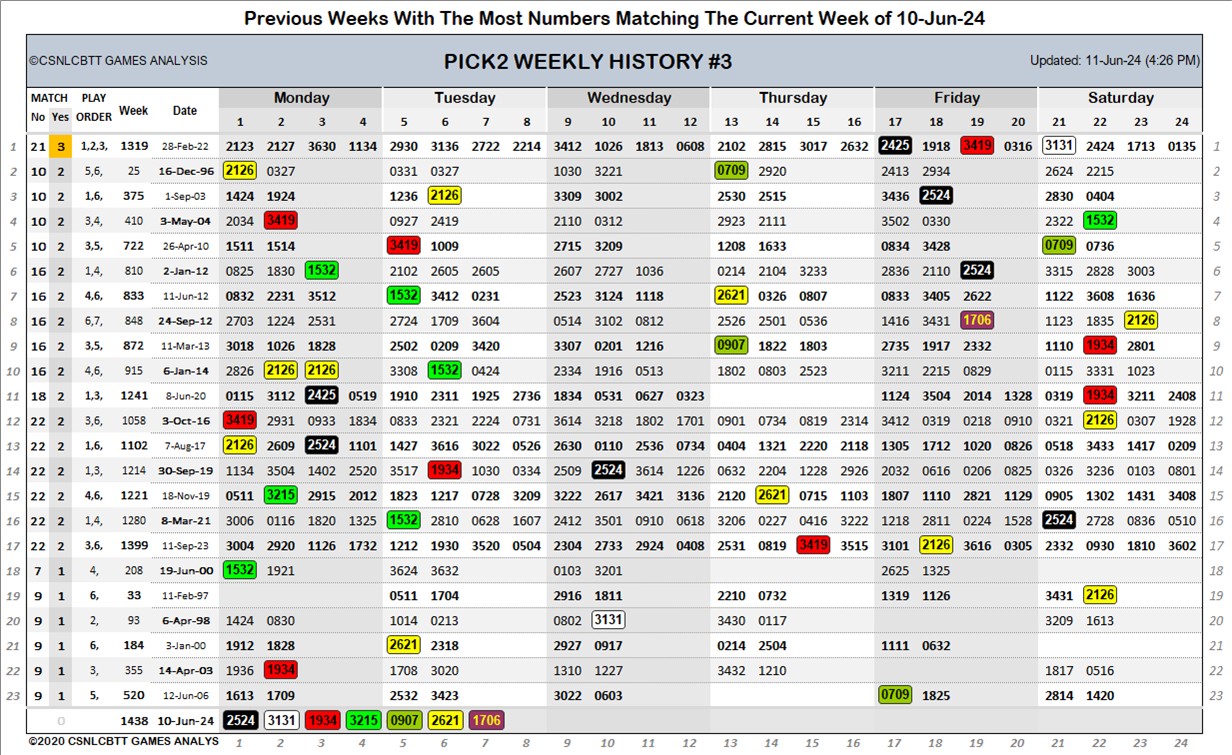 Previous Weeks With The Most Numbers Matching The Current Week of 10-Jun-24
©CSNLCBTT GAMES ANALYSIS PICK2 WEEKLY HISTORY #3 Updated: 11-Jun-24 (4:26 PM)
MATCH PLAY Week Date Monday Tuesday Wednesday Thursday Friday Saturday
No Yes ORDER 1 2 3 4 5 6 7 8 9 10 11 12 13 14 15 16 17 18 19 20 21 22 23 24
1 21 3 1,2,3, 1319 28-Feb-22 2123 2127 3630 1134 2930 3136 2722 2214 3412 1026 1813 0608 2102 2815 3017 2632 2425 1918 3419 0316 3131 2424 1713 0135 1
2 10 2 5,6, 25 16-Dec-96 2126 0327 0331 0327 1030 3221 0709 2920 2413 2934 2624 2215 2
3 10 2 1,6, 375 1-Sep-03 1424 1924 1236 2126 3309 3002 2530 2515 3436 2524 2830 0404 3
4 10 2 3,4, 410 3-May-04 2034 3419 0927 2419 2110 0312 2923 2111 3502 0330 2322 1532 4
5 10 2 3,5, 722 26-Apr-10 1511 1514 3419 1009 2715 3209 1208 1633 0834 3428 0709 0736 5
6 16 2 1,4, 810 2-Jan-12 0825 1830 1532 2102 2605 2605 2607 2727 1036 0214 2104 3233 2836 2110 2524 3315 2828 3003 6
7 16 2 4,6, 833 11-Jun-12 0832 2231 3512 1532 3412 0231 2523 3124 1118 2621 0326 0807 0833 3405 2622 1122 3608 1636 7
8 16 2 6,7, 848 24-Sep-12 2703 1224 2531 2724 1709 3604 0514 3102 0812 2526 2501 0536 1416 3431 1706 1123 1835 2126 8
9 16 2 3,5, 872 11-Mar-13 3018 1026 1828 2502 0209 3420 3307 0201 1216 0907 1822 1803 2735 1917 2332 1110 1934 2801 9
10 16 2 4,6, 915 6-Jan-14 2826 2126 2126 3308 1532 0424 2334 1916 0513 1802 0803 2523 3211 2215 0829 0115 3331 1023 10
11 18 2 1,3, 1241 8-Jun-20 0115 3112 2425 0519 1910 2311 1925 2736 1834 0531 0627 0323 1124 3504 2014 1328 0319 1934 3211 2408 11
12 22 2 3,6, 1058 3-Oct-16 3419 2931 0933 1834 0833 2321 2224 0731 3614 3218 1802 1701 0901 0734 0819 2314 3412 0319 0218 0910 0321 2126 0307 1928 12
13 22 2 1,6, 1102 7-Aug-17 2126 2609 2524 1101 1427 3616 3022 0526 2630 0110 2536 0734 0404 1321 2220 2118 1305 1712 1020 0826 0518 3433 1417 0209 13
14 22 2 1,3, 1214 30-Sep-19 1134 3504 1402 2520 3517 1934 1030 0334 2509 2524 3614 1226 0632 2204 1228 2926 0332 0616 0206 0825 0326 3236 0103 0801 14
15 22 2 4,6, 1221 18-Nov-19 0511 3215 2915 2012 1823 1217 0728 3209 3222 2617 3421 3136 2120 2621 0715 1103 1807 1110 2821 1129 0905 1302 1431 3408 15
16 22 2 1,4, 1280 8-Mar-21 3006 0116 1820 1325 1532 2810 0628 1607 2412 3501 0910 0618 3206 0227 0416 3222 1218 2811 0224 1528 2524 2728 0836 0510 16
17 22 2 3,6, 1399 11-Sep-23 3004 2920 1126 1732 1212 1930 3520 0504 2304 2733 2924 0408 2531 0819 3419 3515 3101 2126 3616 0305 2332 0930 1810 3602 17
18 7 1 4, 208 19-Jun-00 1532 1921 3624 3632 0103 3201 2625 1325 18
19 9 1 6, 33 11-Feb-97 0511 1704 2916 1811 2210 0732 1319 1126 3431 2126 19
20 9 1 2, 93 6-Apr-98 1424 0830 1014 0213 0802 3131 3430 0117 3209 1613 20
21 9 1 6, 184 3-Jan-00 1912 1828 2621 2318 2927 0917 0214 2504 1111 0632 21
22 9 1 3, 355 14-Apr-03 1936 1934 1708 3020 1310 1227 3432 1210 1817 0516 22
23 9 1 5, 520 12-Jun-06 1613 1709 2532 3423 3022 0603 0709 1825 2814 1420 23
0 1438 10-Jun-24 2524 3131 1934 3215 0907 2621 1706
©2020 CSNLCBTT GAMES ANALYS 1 2 3 4 5 6 7 8 9 10 11 12 13 14 15 16 17 18 19 20 21 22 23 24